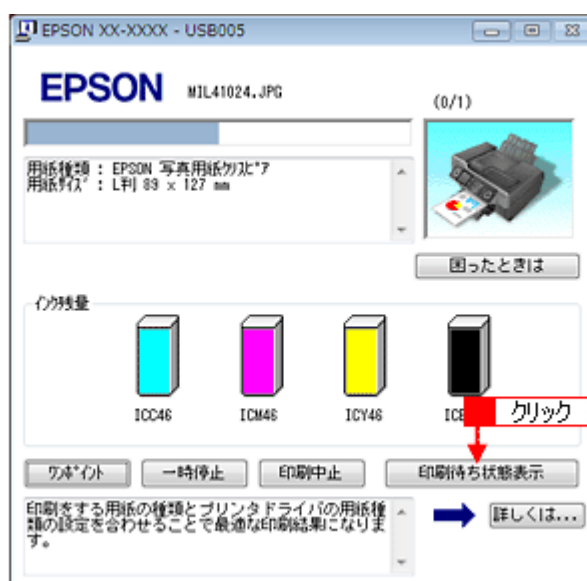 EPSON XX-XXXX - USB005
EPSON MIL41024.JPG
(0/1)
用紙種類 : EPSON 写真用紙クリスピア
用紙サイズ : L判 89 x 127 mm
困ったときは
インク残量
ICC46 ICM46 ICY46
クリック
ワンポイント 一時停止 印刷中止 印刷待ち状態表示
印刷をする用紙の種類とプリンタドライバの用紙種
類の設定を合わせることで最適な印刷結果になりま
す。
詳しくは...